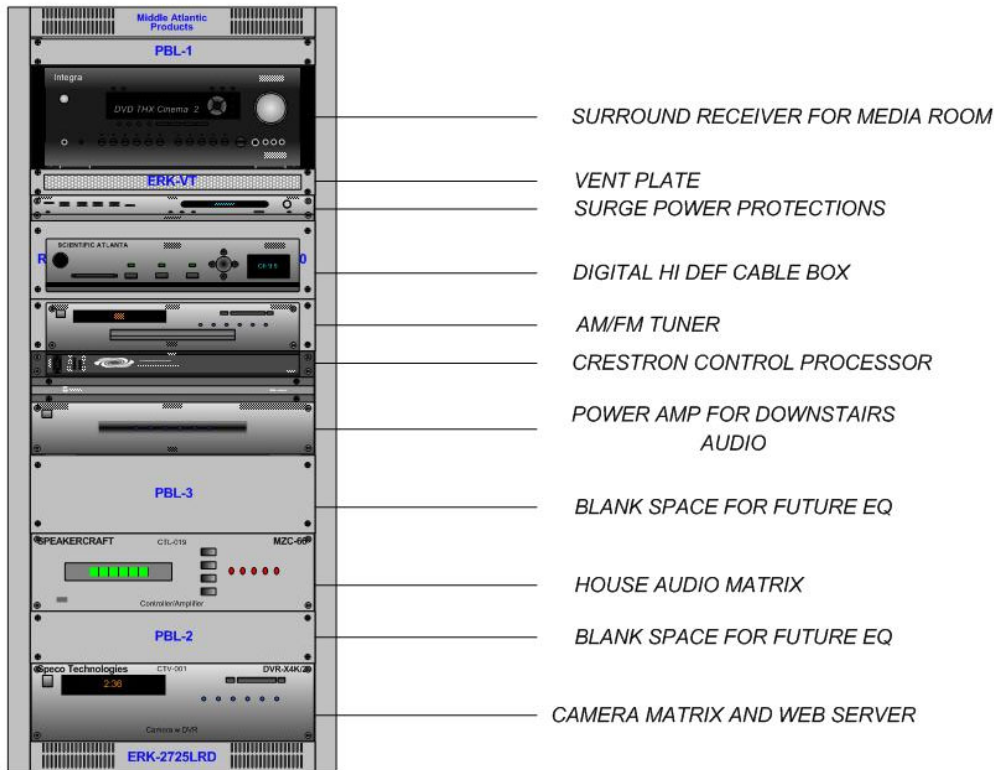 Middle Atlantic
Products
PBL-1
Integra
DVD THX Cinema 2
SURROUND RECEIVER FOR MEDIA ROOM
ERK-VT
VENT PLATE
SURGE POWER PROTECTIONS
SCIENTIFIC ATLANTA
R 0
DIGITAL HI DEF CABLE BOX
AM/FM TUNER
CRESTRON CONTROL PROCESSOR
POWER AMP FOR DOWNSTAIRS
AUDIO
PBL-3
BLANK SPACE FOR FUTURE EQ
SPEAKERCRAFT CTL-019 MZC-66
HOUSE AUDIO MATRIX
Controller/Amplifier
PBL-2
BLANK SPACE FOR FUTURE EQ
Speco Technologies CTV-001
2:36
CAMERA MATRIX AND WEB SERVER
Camera w DVR
ERK-2725LRD